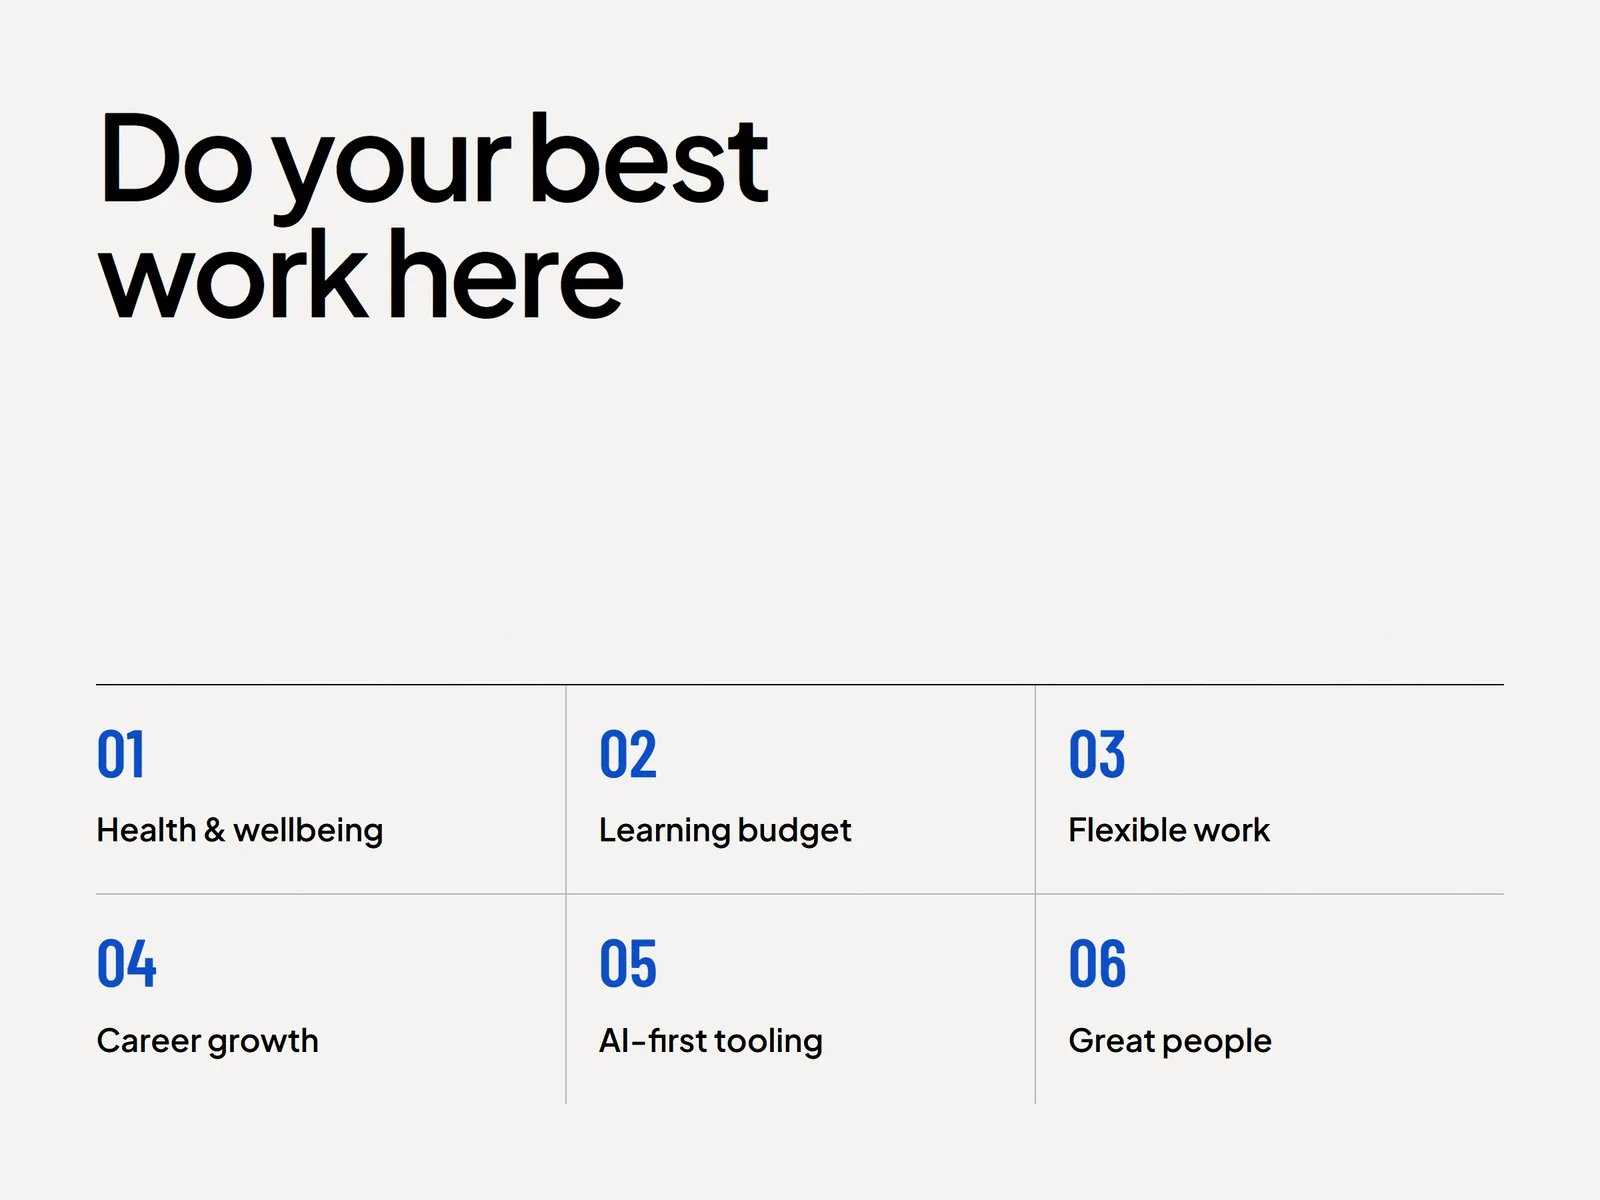 Do your best
work here
01
Health & wellbeing
02
Learning budget
03
Flexible work
04
Career growth
05
AI-first tooling
06
Great people